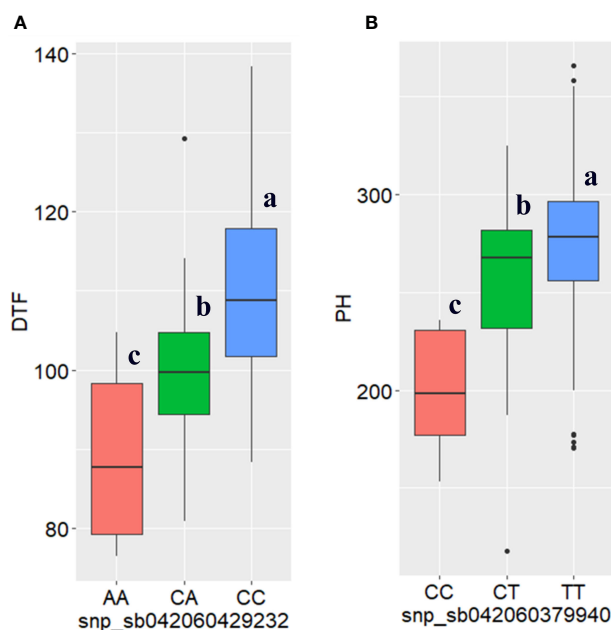 A
DTF
140
120
100
80
c
b
a
AA CA CC
snp_sb042060429232
B
PH
300
200
c
b
a
CC CT TT
snp_sb042060379940